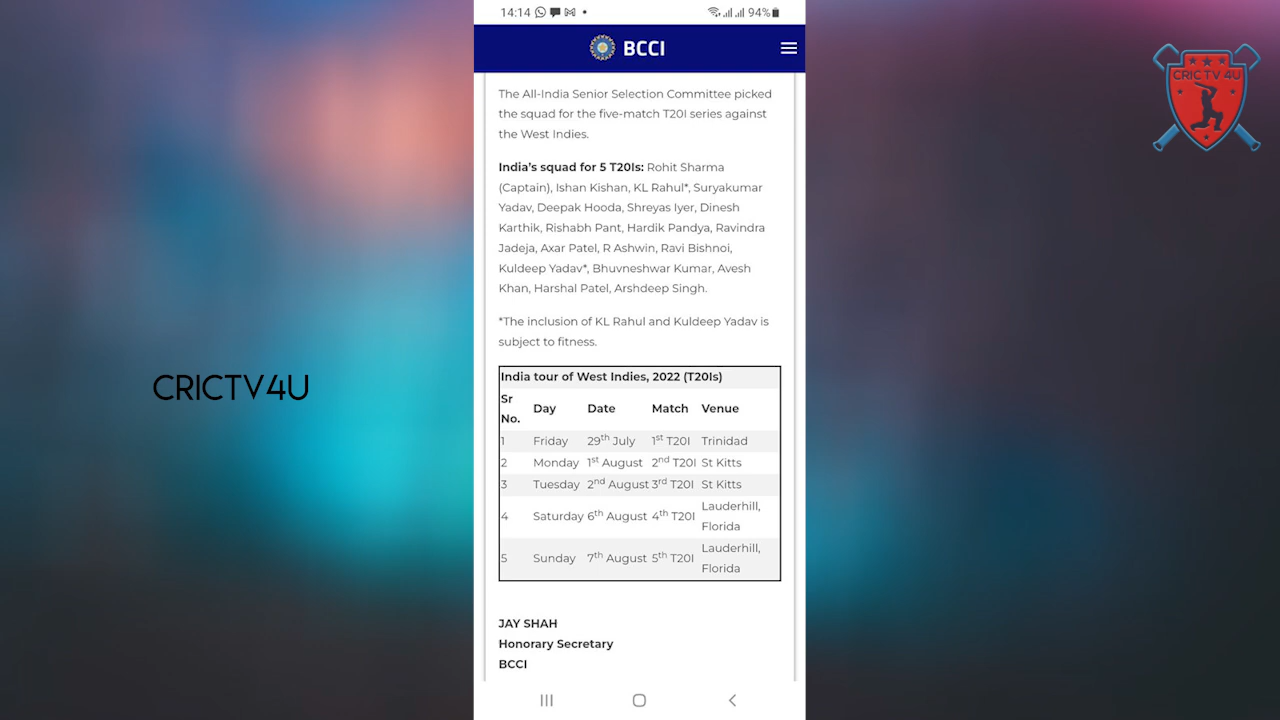 14:14
94%
BCCI
CRIC TV 4U
The All-India Senior Selection Committee picked
the squad for the five-match T20I series against
the West Indies.
India’s squad for 5 T20Is: Rohit Sharma
(Captain), Ishan Kishan, KL Rahul*, Suryakumar
Yadav, Deepak Hooda, Shreyas Iyer, Dinesh
Karthik, Rishabh Pant, Hardik Pandya, Ravindra
Jadeja, Axar Patel, R Ashwin, Ravi Bishnoi,
Kuldeep Yadav*, Bhuvneshwar Kumar, Avesh
Khan, Harshal Patel, Arshdeep Singh.
*The inclusion of KL Rahul and Kuldeep Yadav is
subject to fitness.
CRICTV4U
India tour of West Indies, 2022 (T20Is)
Sr No. Day Date Match Venue
1 Friday 29th July 1st T20I Trinidad
2 Monday 1st August 2nd T20I St Kitts
3 Tuesday 2nd August 3rd T20I St Kitts
4 Saturday 6th August 4th T20I Lauderhill, Florida
5 Sunday 7th August 5th T20I Lauderhill, Florida
JAY SHAH
Honorary Secretary
BCCI